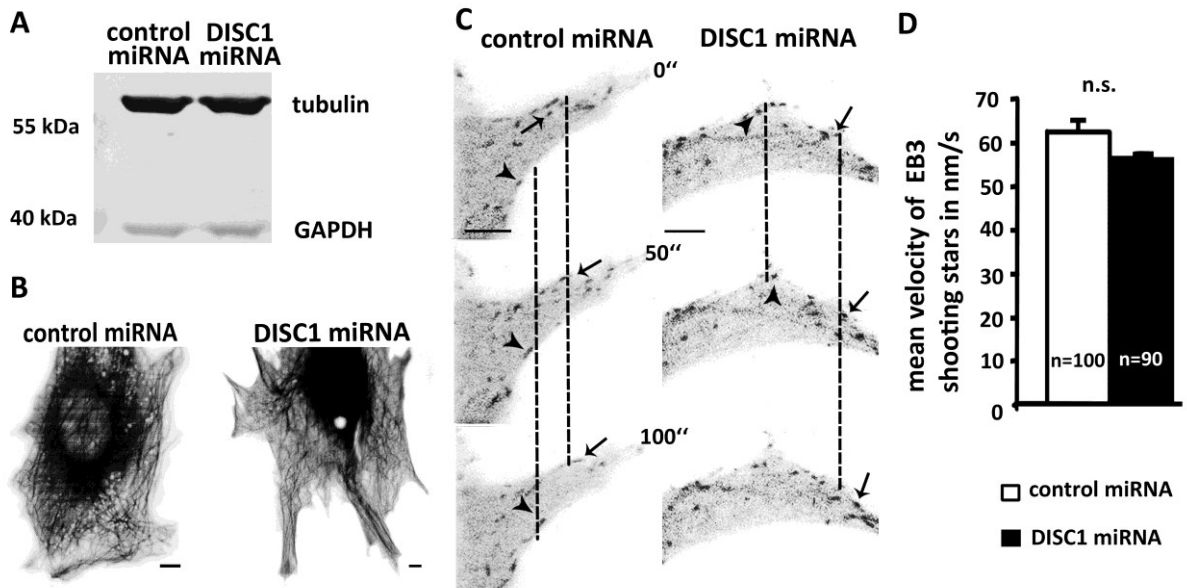 A
control
miRNA
DISC1
miRNA
tubulin
55 kDa
40 kDa
GAPDH
B
control miRNA
DISC1 miRNA
C
control miRNA
DISC1 miRNA
0“
50“
100“
D
n.s.
mean velocity of EB3
shooting stars in nm/s
70
60
50
40
30
20
10
0
n=100
n=90
control miRNA
DISC1 miRNA